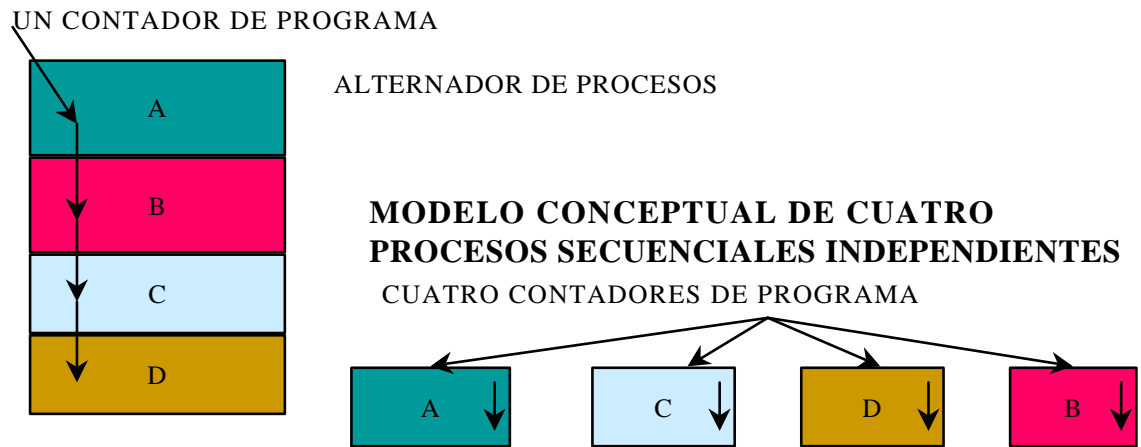 UN CONTADOR DE PROGRAMA
ALTERNADOR DE PROCESOS
A
B
C
D
MODELO CONCEPTUAL DE CUATRO
PROCESOS SECUENCIALES INDEPENDIENTES
CUATRO CONTADORES DE PROGRAMA
A
C
D
B